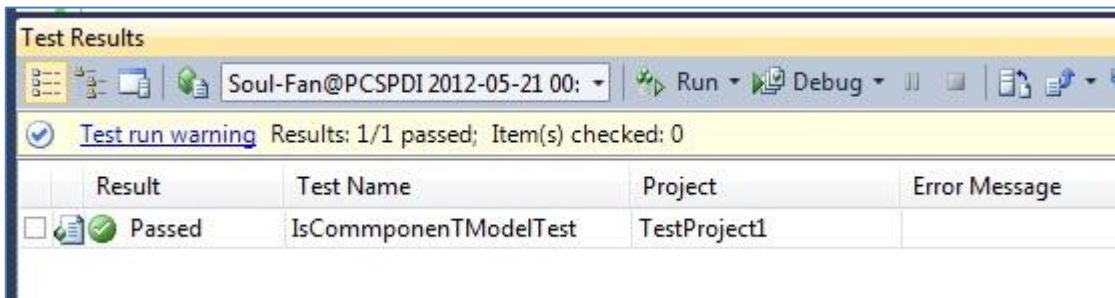 Test Results
Soul-Fan@PCSPDI 2012-05-21 00: Run Debug
Test run warning Results: 1/1 passed; Item(s) checked: 0
Result Test Name Project Error Message
Passed IsCommponenTModelTest TestProject1